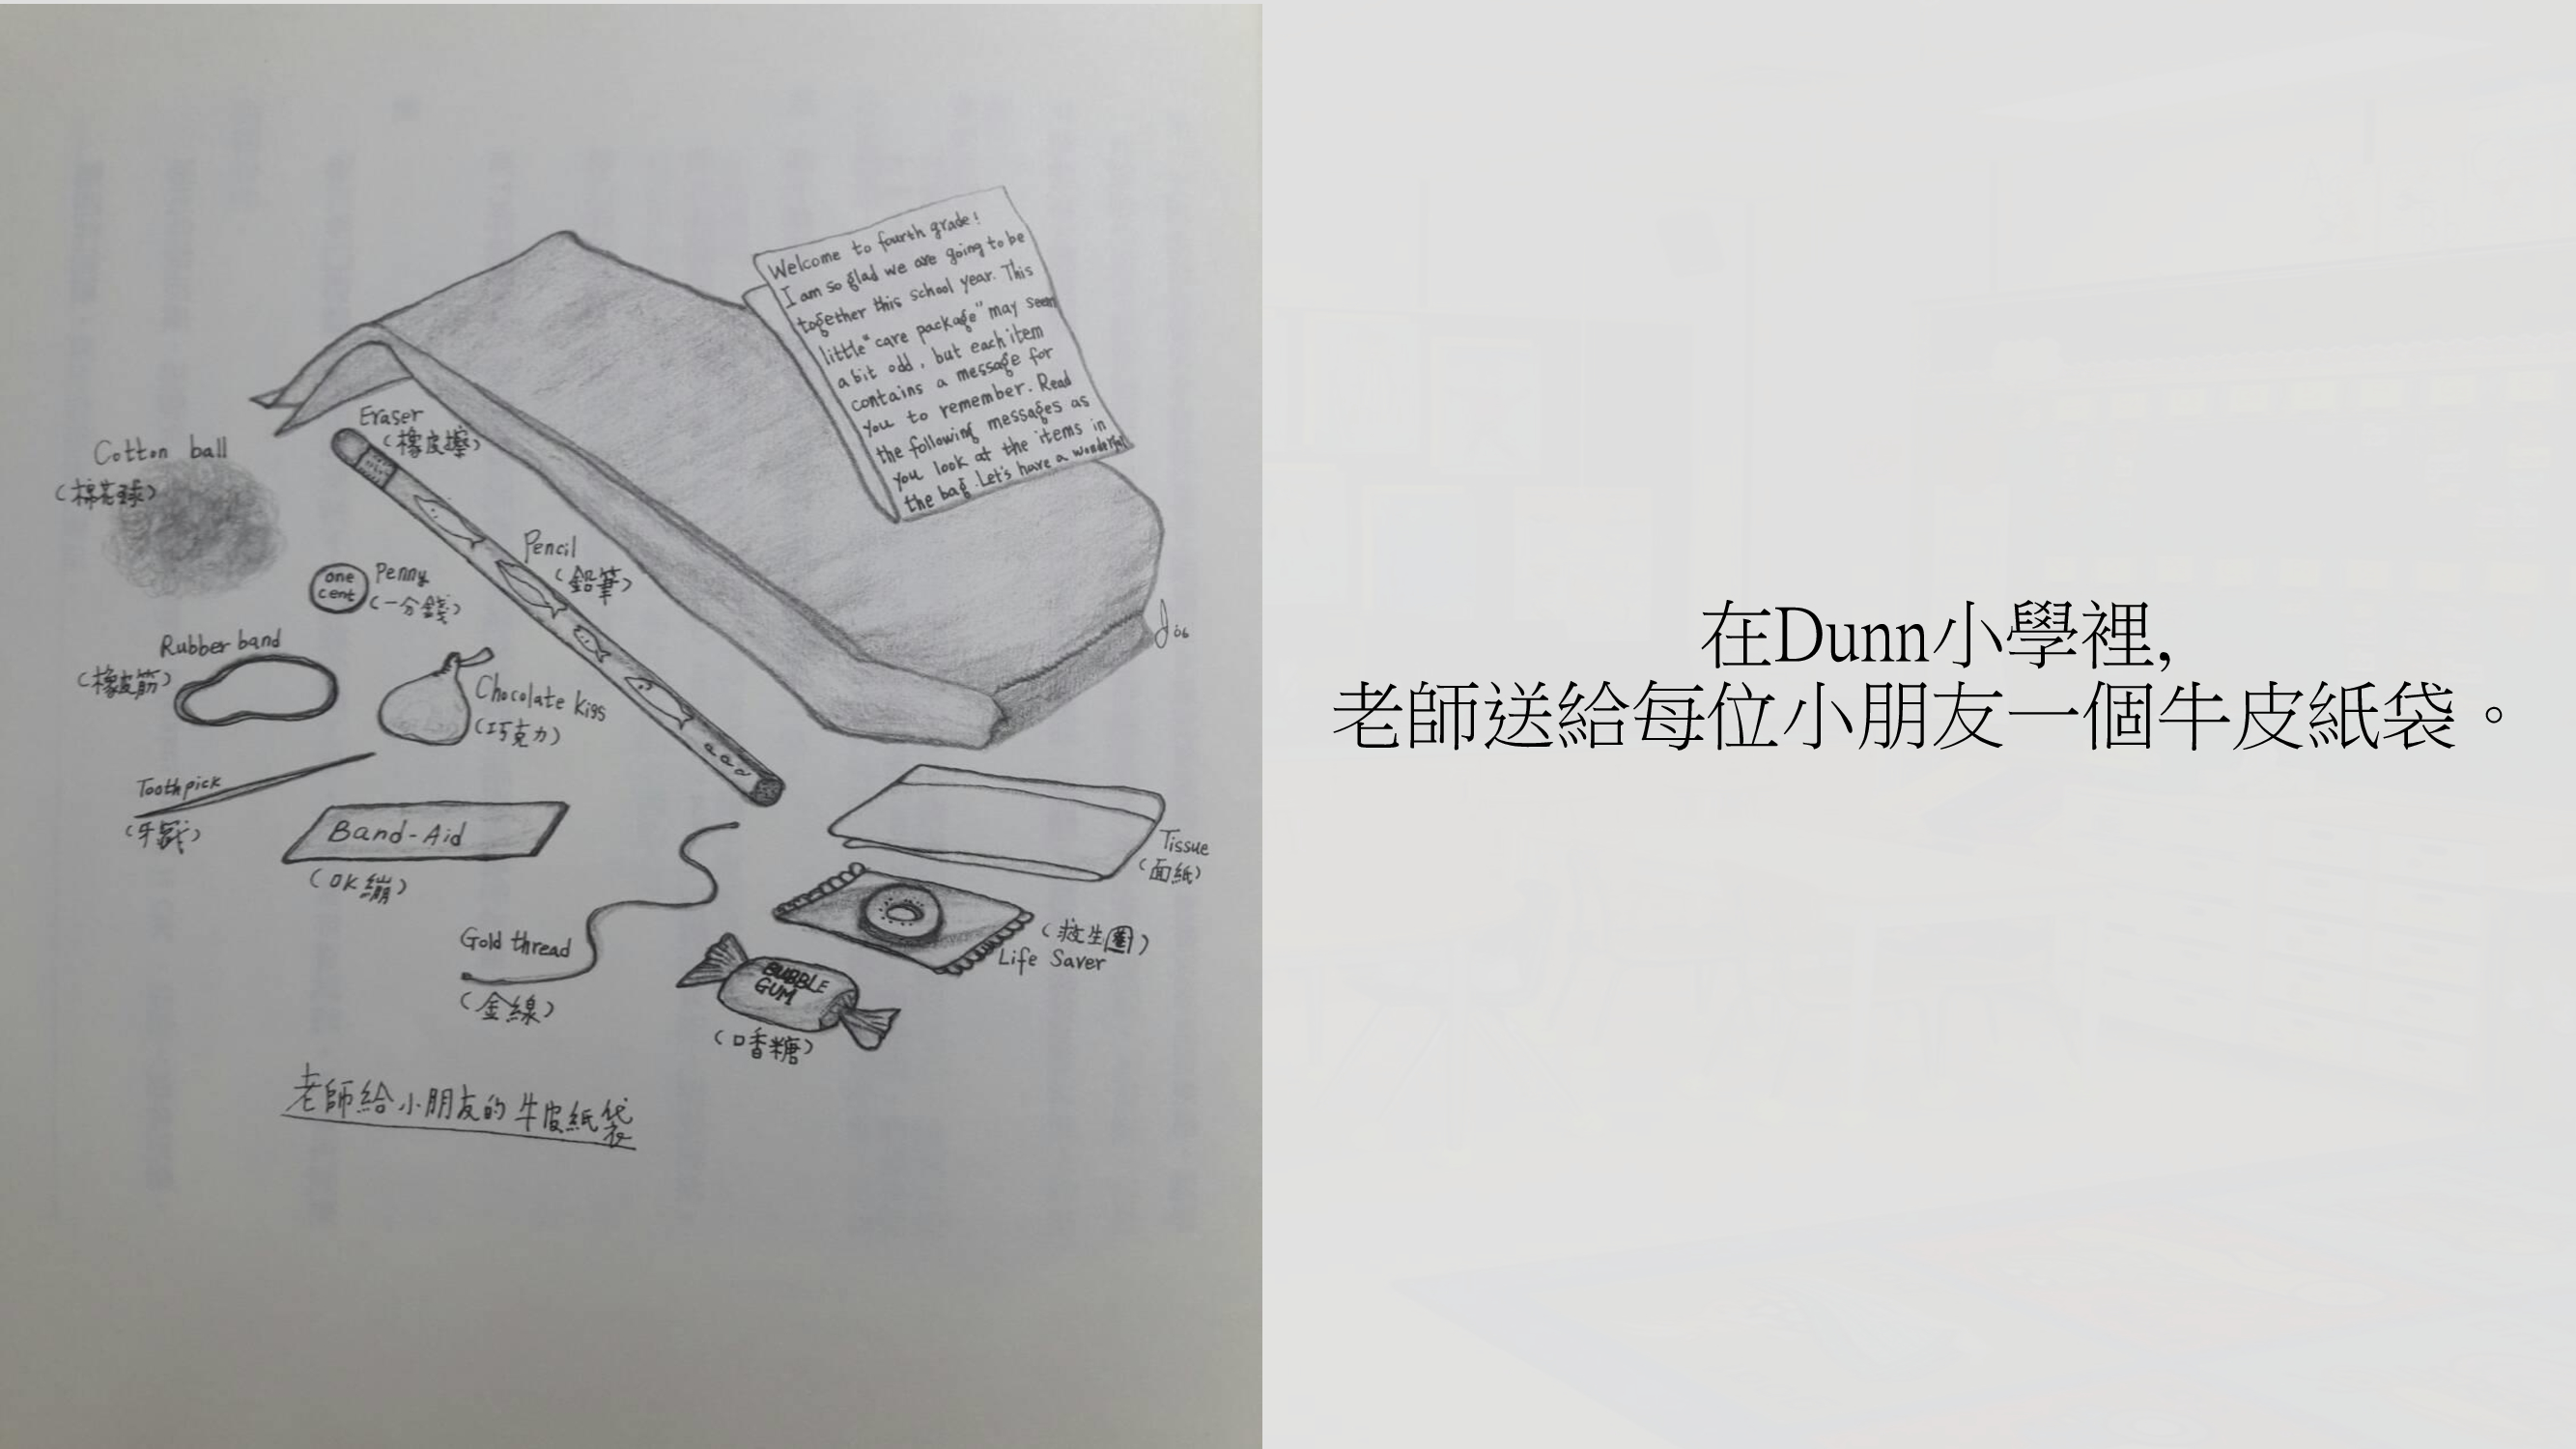 Welcome to fourth grade!
I am so glad we are going to be
together this school year. This
little "care package" may seem
a bit odd, but each item
contains a message for
you to remember. Read
the following messages as
you look at the items in
the bag. Let's have a wonderful
Eraser
(橡皮擦)
Cotton ball
(棉花球)
Pencil
(鉛筆)
one
cent
Penny
(一分錢)
Rubber band
(橡皮筋)
Chocolate kiss
(巧克力)
Toothpick
(牙籤)
Band-Aid
(OK繃)
Tissue
(面紙)
Gold thread
(金線)
(救生圈)
Life Saver
BUBBLE
GUM
(口香糖)
老師給小朋友的牛皮紙袋
在Dunn小學裡,
老師送給每位小朋友一個牛皮紙袋。